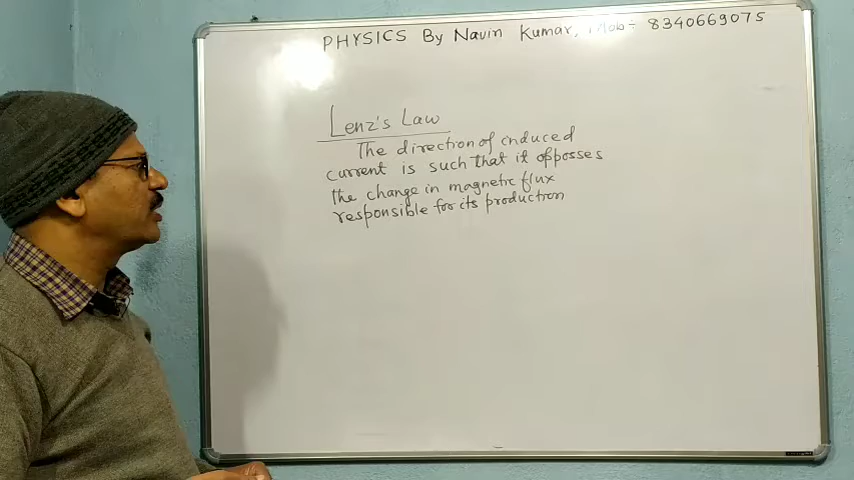 PHYSICS By Navin Kumar, Mob÷ 8340669075
Lenz's Law
The direction of induced
current is such that it opposses
the change in magnetic flux
responsible for its production